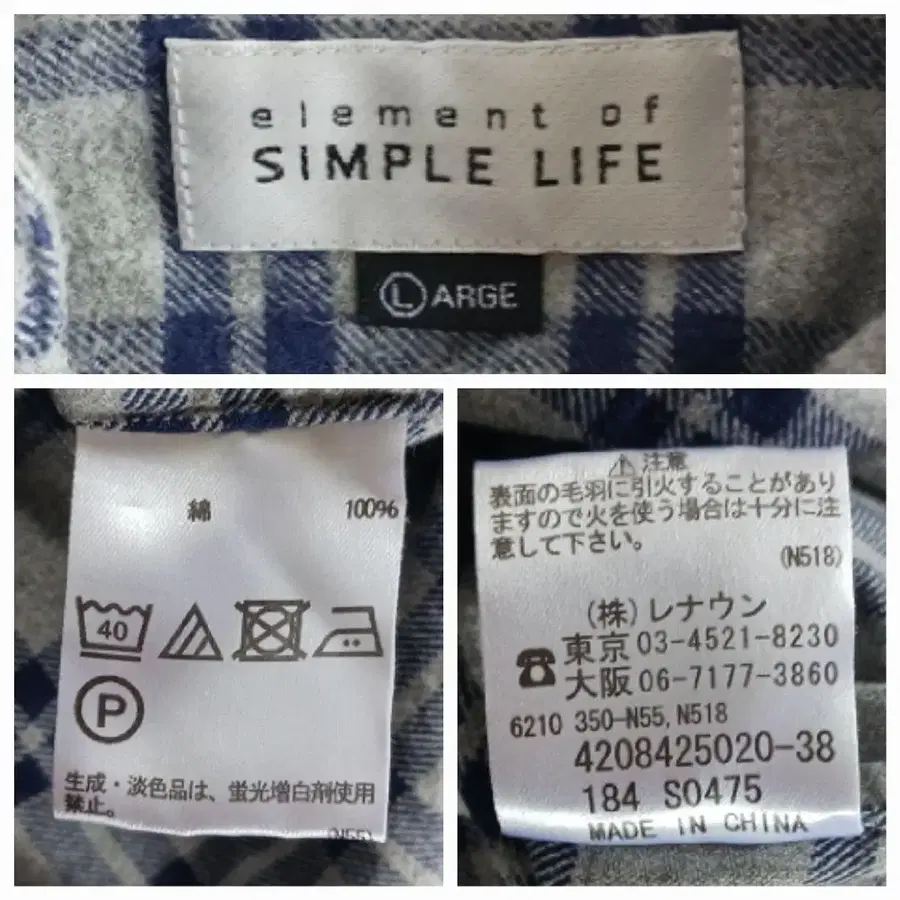 element of
SIMPLE LIFE
LARGE
綿 100%
40
P
生成・淡色品は、蛍光増白剤使用
禁止。
(N55)
注意
表面の毛羽に引火することがあり
ますので火を使う場合は十分に注
意して下さい。
(N518)
(株)レナウン
東京 03-4521-8230
大阪 06-7177-3860
6210 350-N55, N518
4208425020-38
184 S0475
MADE IN CHINA